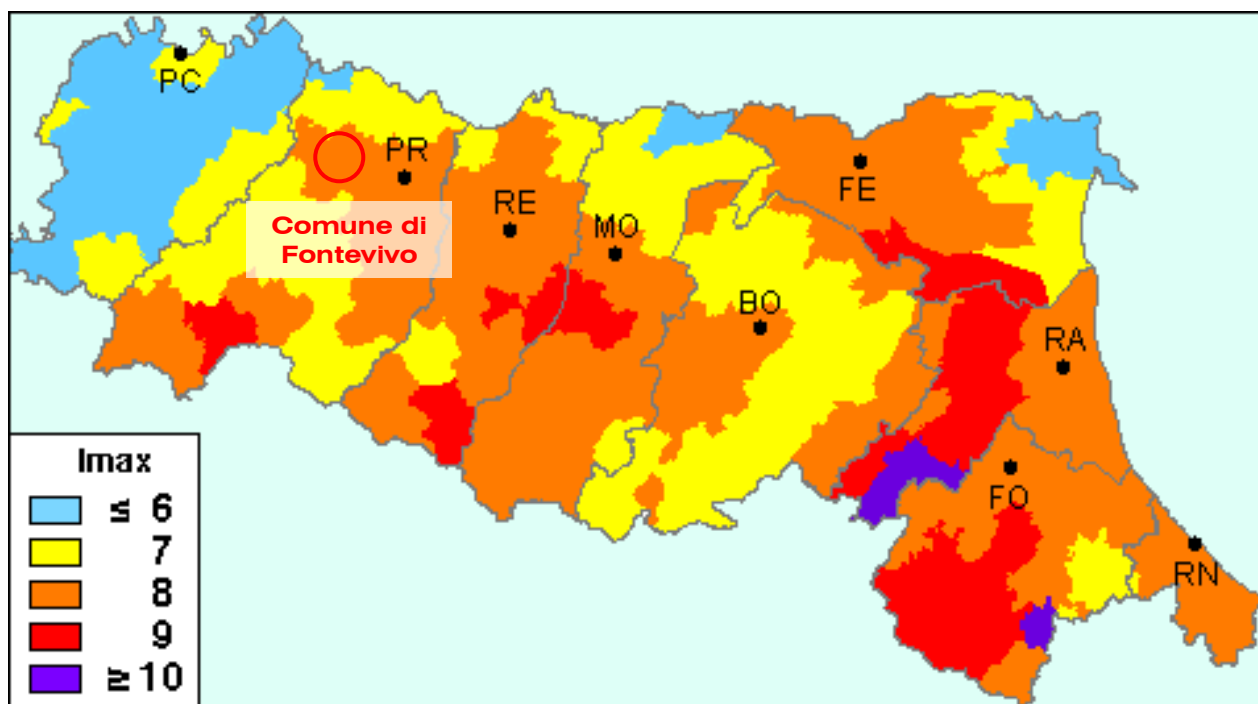 PC
PR
Comune di
Fontevivo
RE
MO
FE
BO
RA
FO
RN
Imax
≤ 6
7
8
9
≥ 10